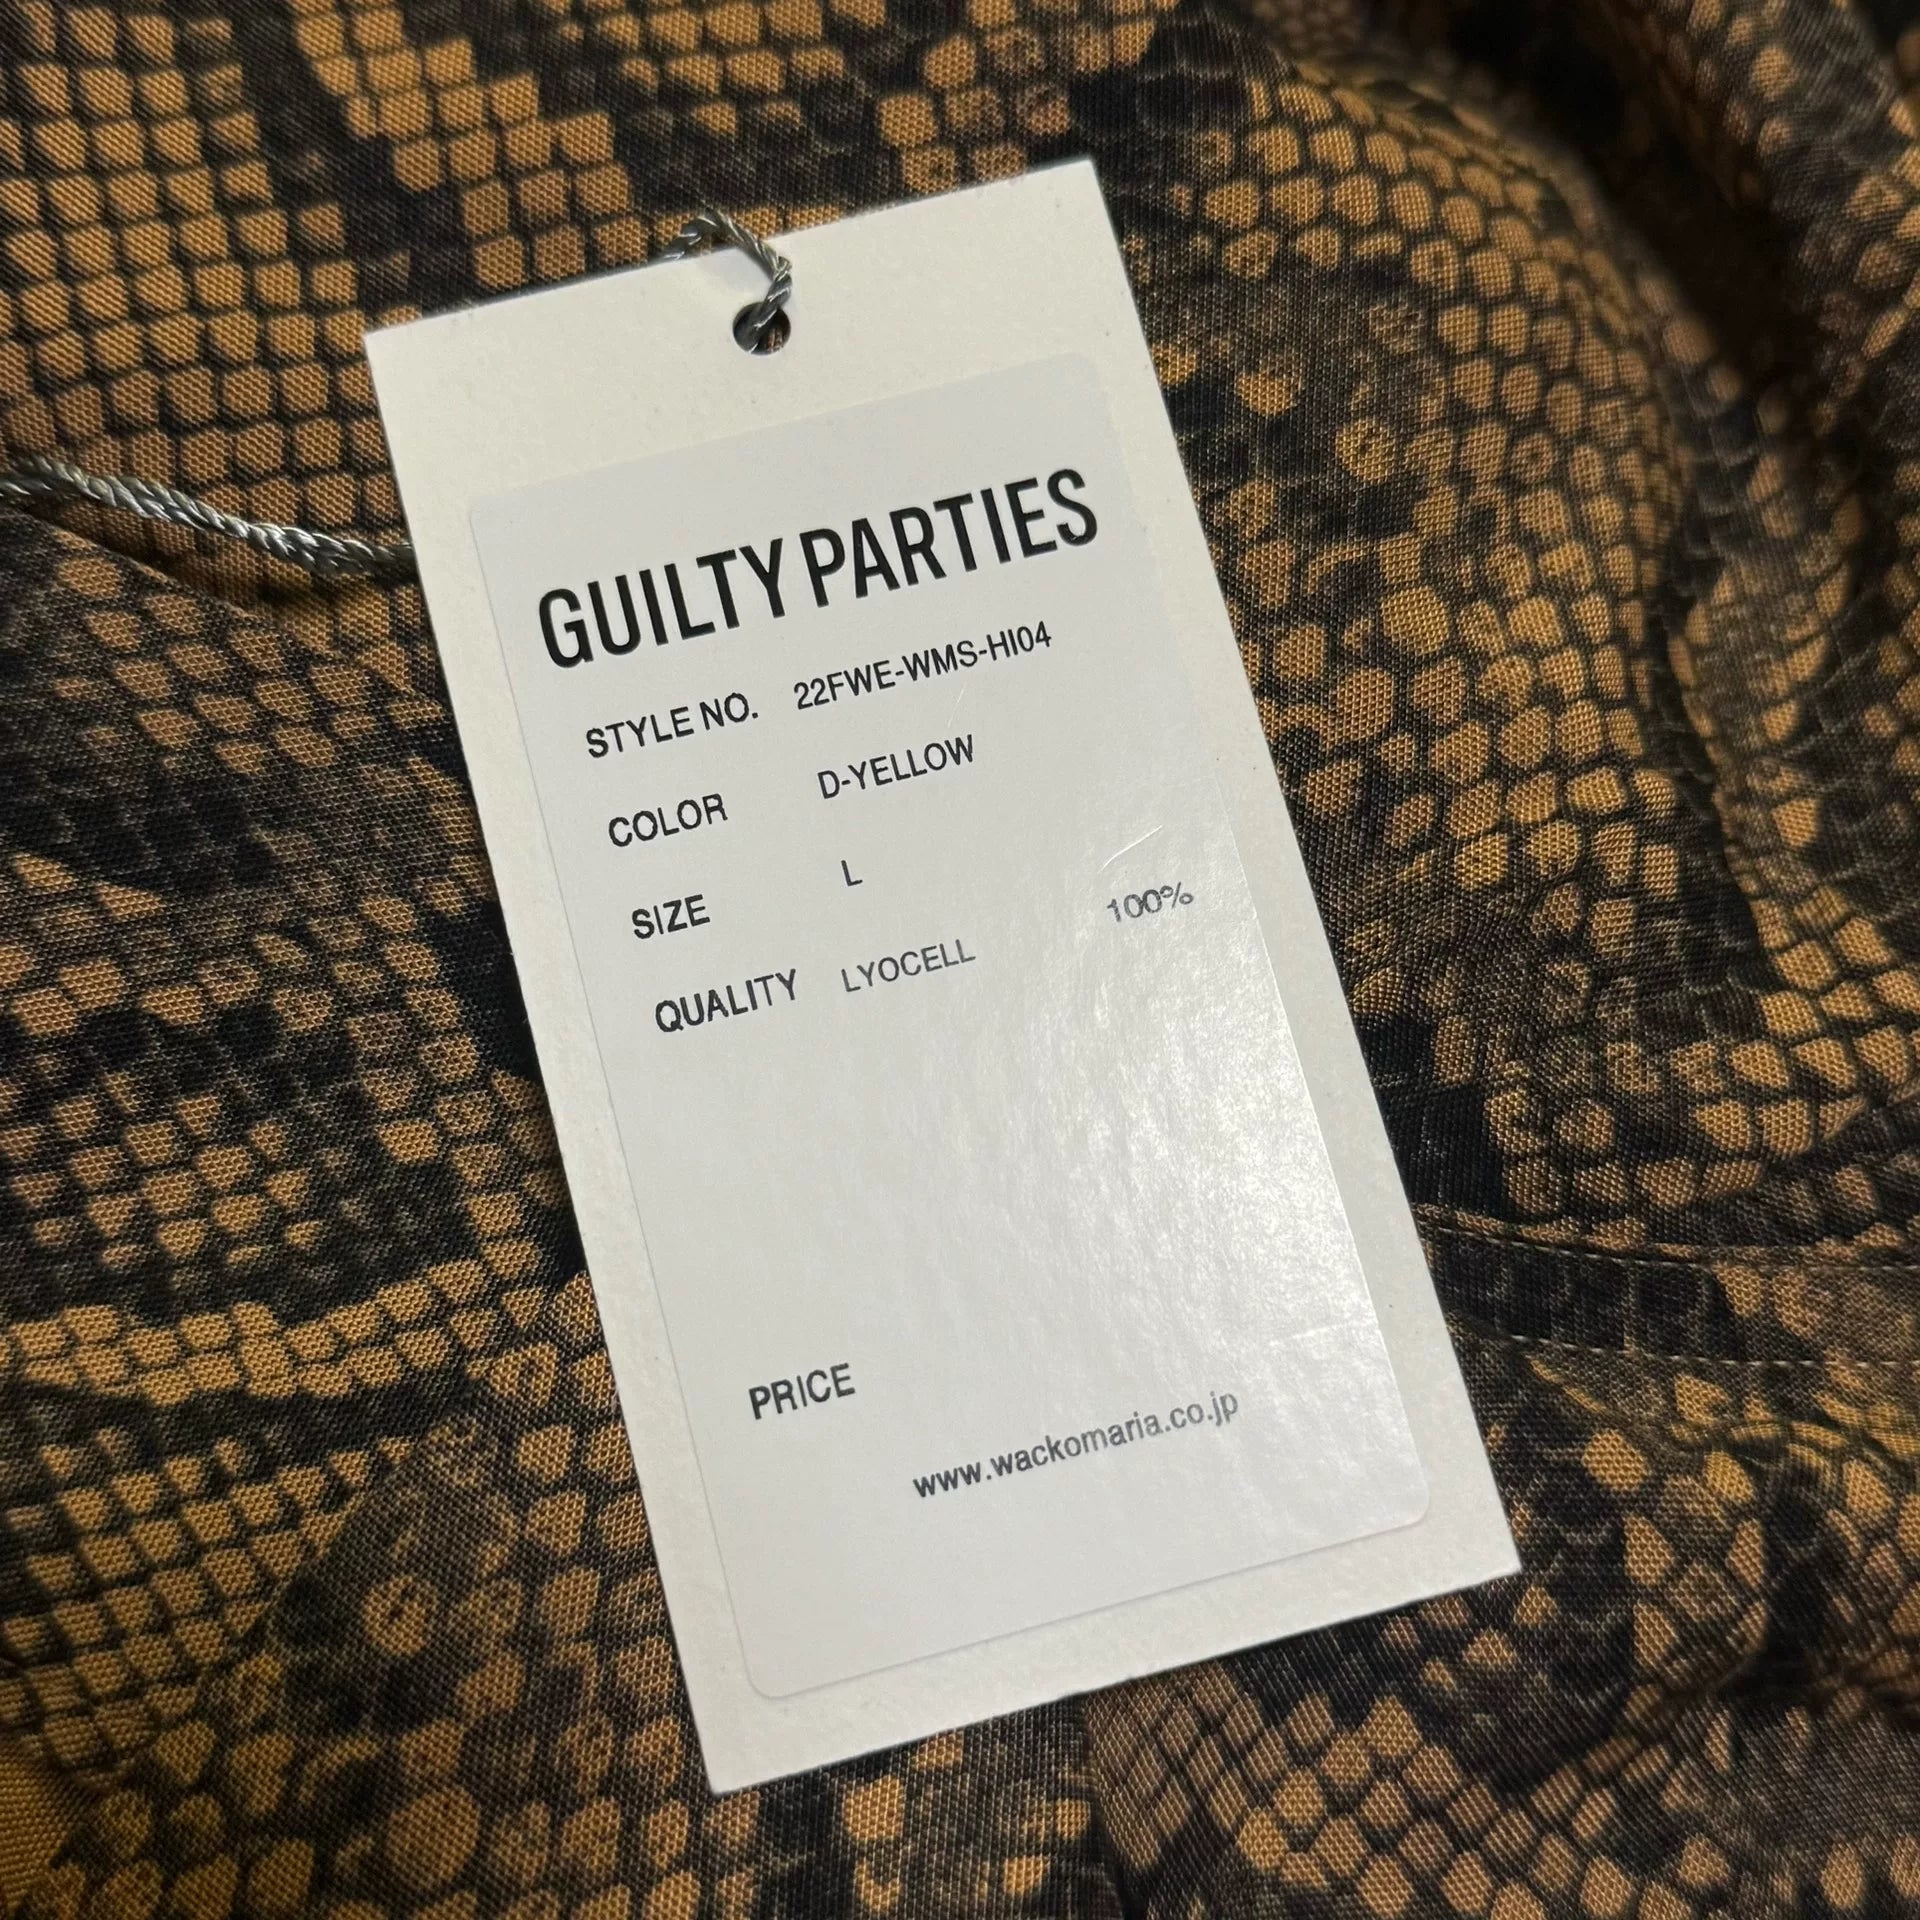 GUILTY PARTIES
STYLE NO. 22FWE-WMS-HI04
COLOR D-YELLOW
SIZE L
QUALITY LYOCELL 100%
PRICE
www.wackomaria.co.jp